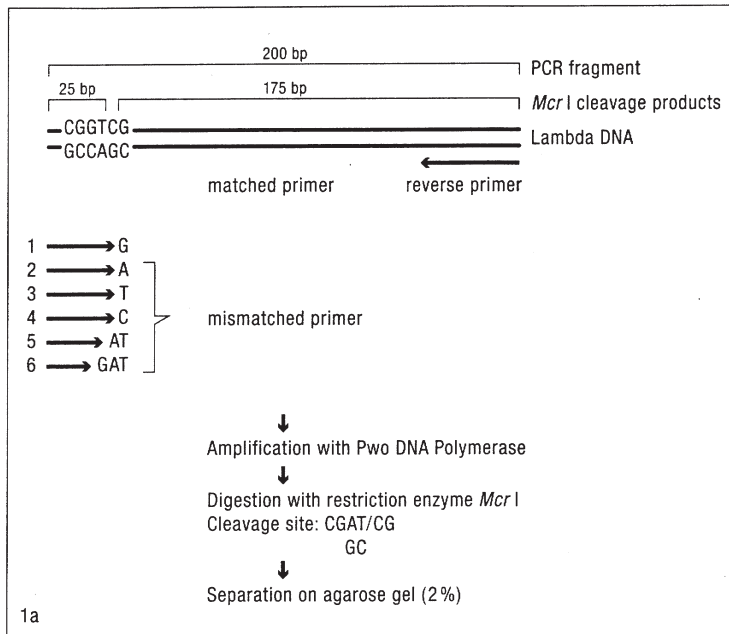 200 bp
PCR fragment
25 bp 175 bp
Mcr I cleavage products
CGGTCG
Lambda DNA
GCCAGC
matched primer reverse primer
1 G
2 A
3 T
4 C
5 AT
6 GAT
mismatched primer
Amplification with Pwo DNA Polymerase
Digestion with restriction enzyme Mcr I
Cleavage site: CGAT/CG
GC
Separation on agarose gel (2%)
1a